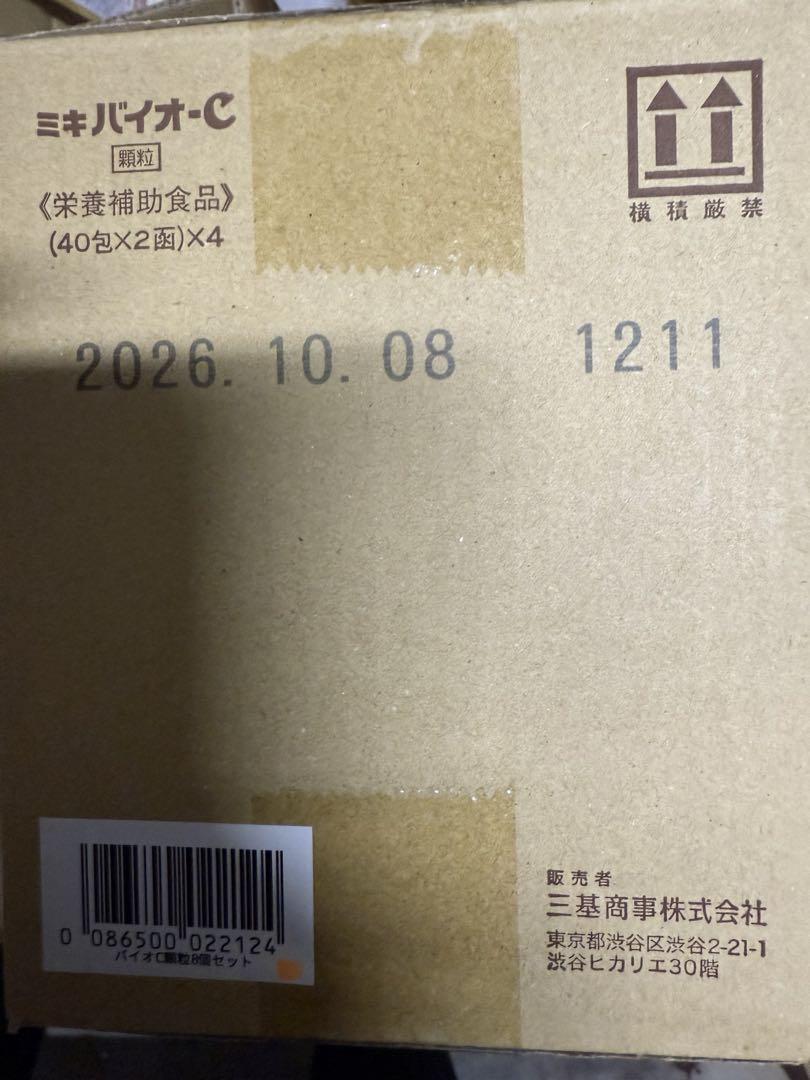 ミキバイオ-C
顆粒
《栄養補助食品》
(40包×2函)×4
横積厳禁
2026. 10. 08 1211
0 086500 022124
バイオC顆粒8個セット
販売者
三基商事株式会社
東京都渋谷区渋谷2-21-1
渋谷ヒカリエ30階